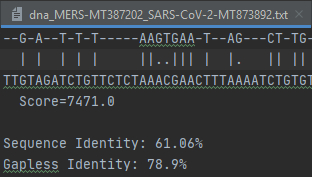 dna_MERS-MT387202_SARS-CoV-2-MT873892.txt
--G-A--T-T-T------AAGTGAA-T--AG---CT-TG-
| | | | | ||..||| | | |. || |
TTGTAGATCTGTTCTCTAAACGAACTTTAAAATCTGTGT
Score=7471.0
Sequence Identity: 61.06%
Gapless Identity: 78.9%